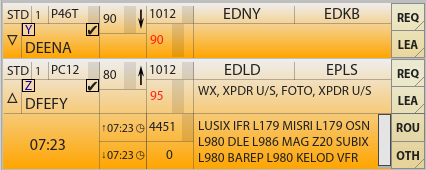 STD 1 P46T 90 1012 EDNY EDKB REQ
Y
DEENA 90 LEA
STD 1 PC12 80 1012 EDLD EPLS REQ
Z
DFEFY 95 WX, XPDR U/S, FOTO, XPDR U/S LEA
07:23 ↑07:23 4451 LUSIX IFR L179 MISRI L179 OSN ROU
L980 DLE L986 MAG Z20 SUBIX
↓07:23 0 L980 BAREP L980 KELOD VFR OTH